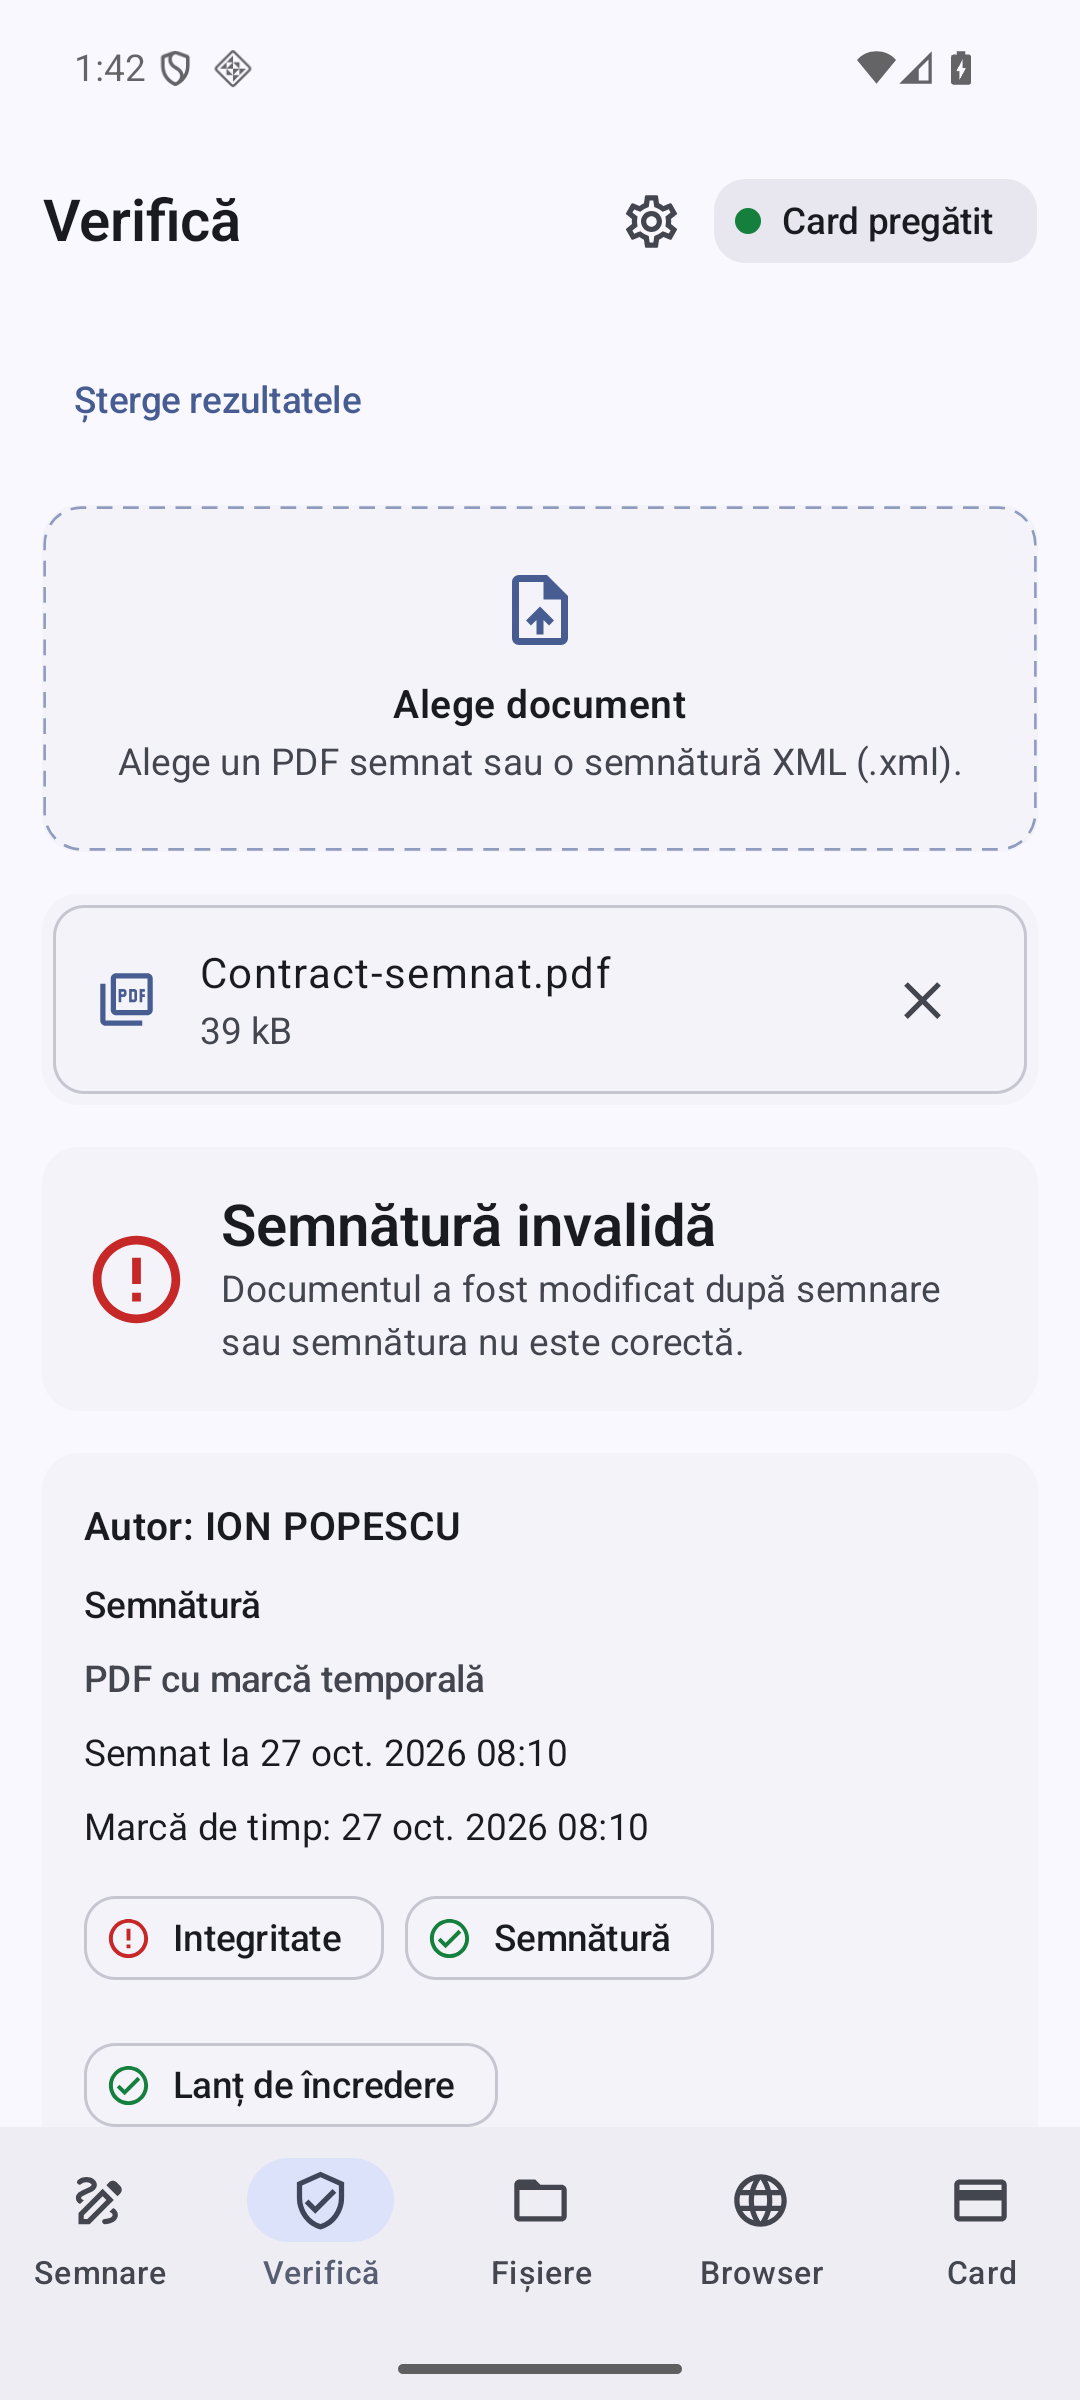 1:42
Verifică
Card pregătit
Șterge rezultatele
Alege document
Alege un PDF semnat sau o semnătură XML (.xml).
PDF
Contract-semnat.pdf
39 kB
Semnătură invalidă
Documentul a fost modificat după semnare
sau semnătura nu este corectă.
Autor: ION POPESCU
Semnătură
PDF cu marcă temporală
Semnat la 27 oct. 2026 08:10
Marcă de timp: 27 oct. 2026 08:10
Integritate
Semnătură
Lanț de încredere
Semnare
Verifică
Fișiere
Browser
Card